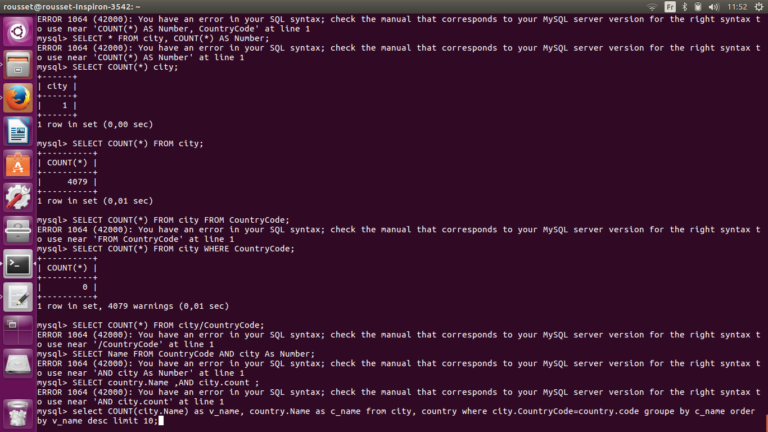 rousset@rousset-Inspiron-3542: ~
Fr
11:52
ERROR 1064 (42000): You have an error in your SQL syntax; check the manual that corresponds to your MySQL server version for the right syntax t
o use near 'COUNT(*) AS Number, CountryCode' at line 1
mysql> SELECT * FROM city, COUNT(*) AS Number;
ERROR 1064 (42000): You have an error in your SQL syntax; check the manual that corresponds to your MySQL server version for the right syntax t
o use near 'COUNT(*) AS Number' at line 1
mysql> SELECT COUNT(*) city;
+------+
| city |
+------+
|    1 |
+------+
1 row in set (0,00 sec)
mysql> SELECT COUNT(*) FROM city;
+----------+
| COUNT(*) |
+----------+
|     4079 |
+----------+
1 row in set (0,01 sec)
mysql> SELECT COUNT(*) FROM city FROM CountryCode;
ERROR 1064 (42000): You have an error in your SQL syntax; check the manual that corresponds to your MySQL server version for the right syntax t
o use near 'FROM CountryCode' at line 1
mysql> SELECT COUNT(*) FROM city WHERE CountryCode;
+----------+
| COUNT(*) |
+----------+
|        0 |
+----------+
1 row in set, 4079 warnings (0,01 sec)
mysql> SELECT COUNT(*) FROM city/CountryCode;
ERROR 1064 (42000): You have an error in your SQL syntax; check the manual that corresponds to your MySQL server version for the right syntax t
o use near '/CountryCode' at line 1
mysql> SELECT Name FROM CountryCode AND city As Number;
ERROR 1064 (42000): You have an error in your SQL syntax; check the manual that corresponds to your MySQL server version for the right syntax t
o use near 'AND city As Number' at line 1
mysql> SELECT country.Name ,AND city.count ;
ERROR 1064 (42000): You have an error in your SQL syntax; check the manual that corresponds to your MySQL server version for the right syntax t
o use near 'AND city.count' at line 1
mysql> select COUNT(city.Name) as v_name, country.Name as c_name from city, country where city.CountryCode=country.code groupe by c_name order
by v_name desc limit 10;